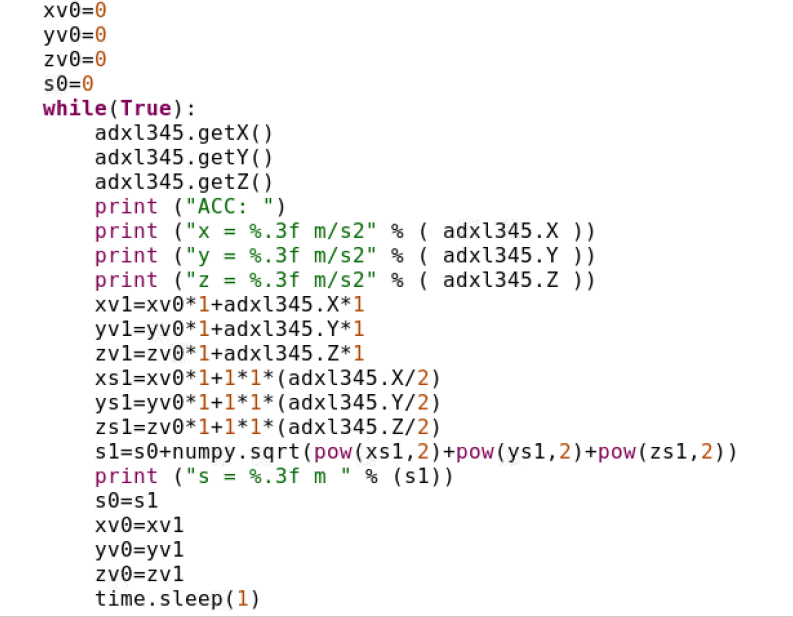 xv0=0
yv0=0
zv0=0
s0=0
while(True):
    adxl345.getX()
    adxl345.getY()
    adxl345.getZ()
    print ("ACC: ")
    print ("x = %.3f m/s2" % ( adxl345.X ))
    print ("y = %.3f m/s2" % ( adxl345.Y ))
    print ("z = %.3f m/s2" % ( adxl345.Z ))
    xv1=xv0*1+adxl345.X*1
    yv1=yv0*1+adxl345.Y*1
    zv1=zv0*1+adxl345.Z*1
    xs1=xv0*1+1*1*(adxl345.X/2)
    ys1=yv0*1+1*1*(adxl345.Y/2)
    zs1=zv0*1+1*1*(adxl345.Z/2)
    s1=s0+numpy.sqrt(pow(xs1,2)+pow(ys1,2)+pow(zs1,2))
    print ("s = %.3f m " % (s1))
    s0=s1
    xv0=xv1
    yv0=yv1
    zv0=zv1
    time.sleep(1)